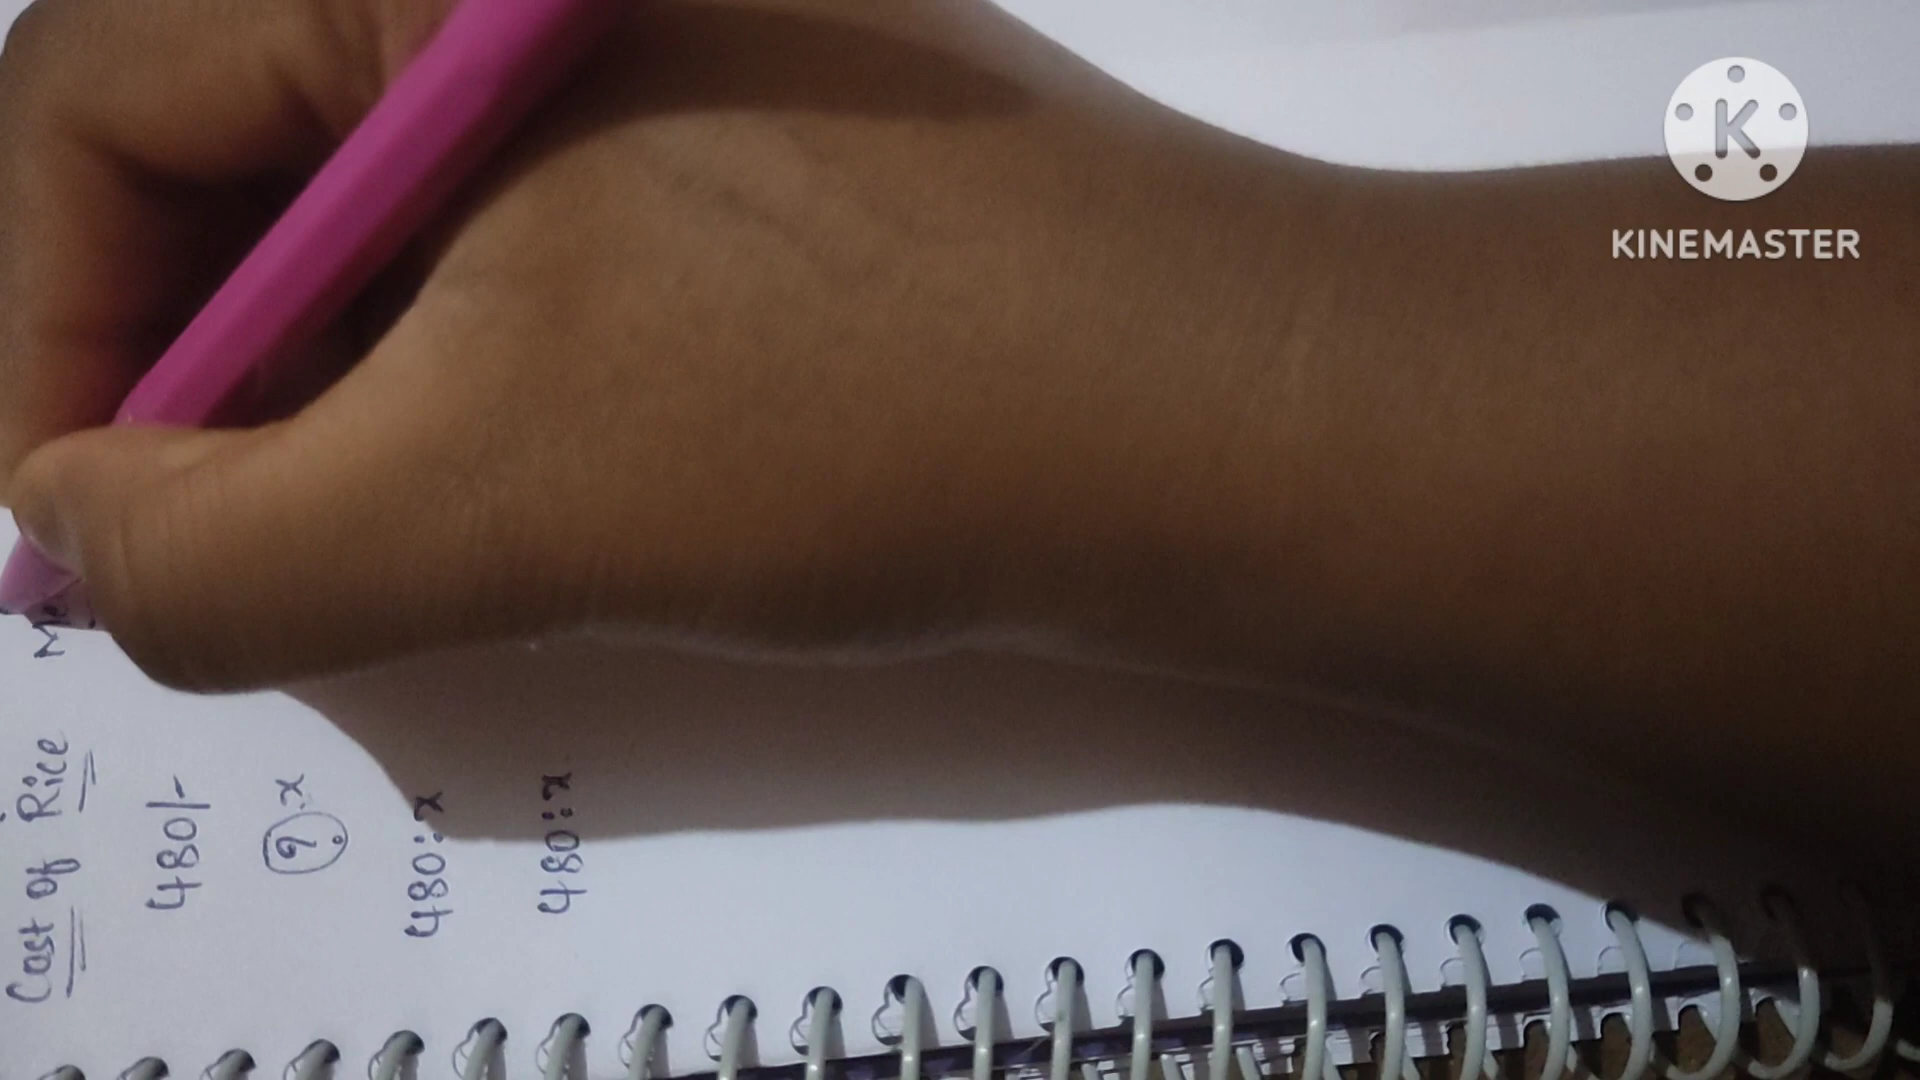 Cost of Rice
480/-
? x
480:x
480:x
KINEMASTER